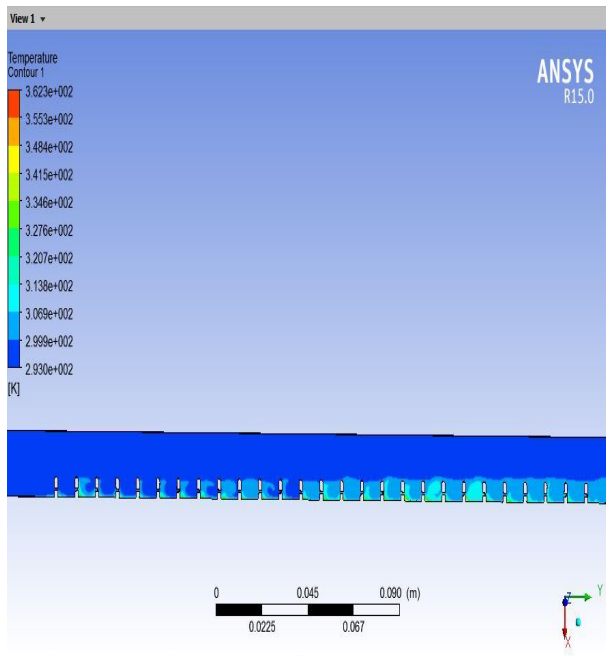 View 1
Temperature
Contour 1
3.623e+002
3.553e+002
3.484e+002
3.415e+002
3.346e+002
3.276e+002
3.207e+002
3.138e+002
3.069e+002
2.999e+002
2.930e+002
[K]
ANSYS
R15.0
0 0.045 0.090 (m)
0.0225 0.067
Y
Z
X